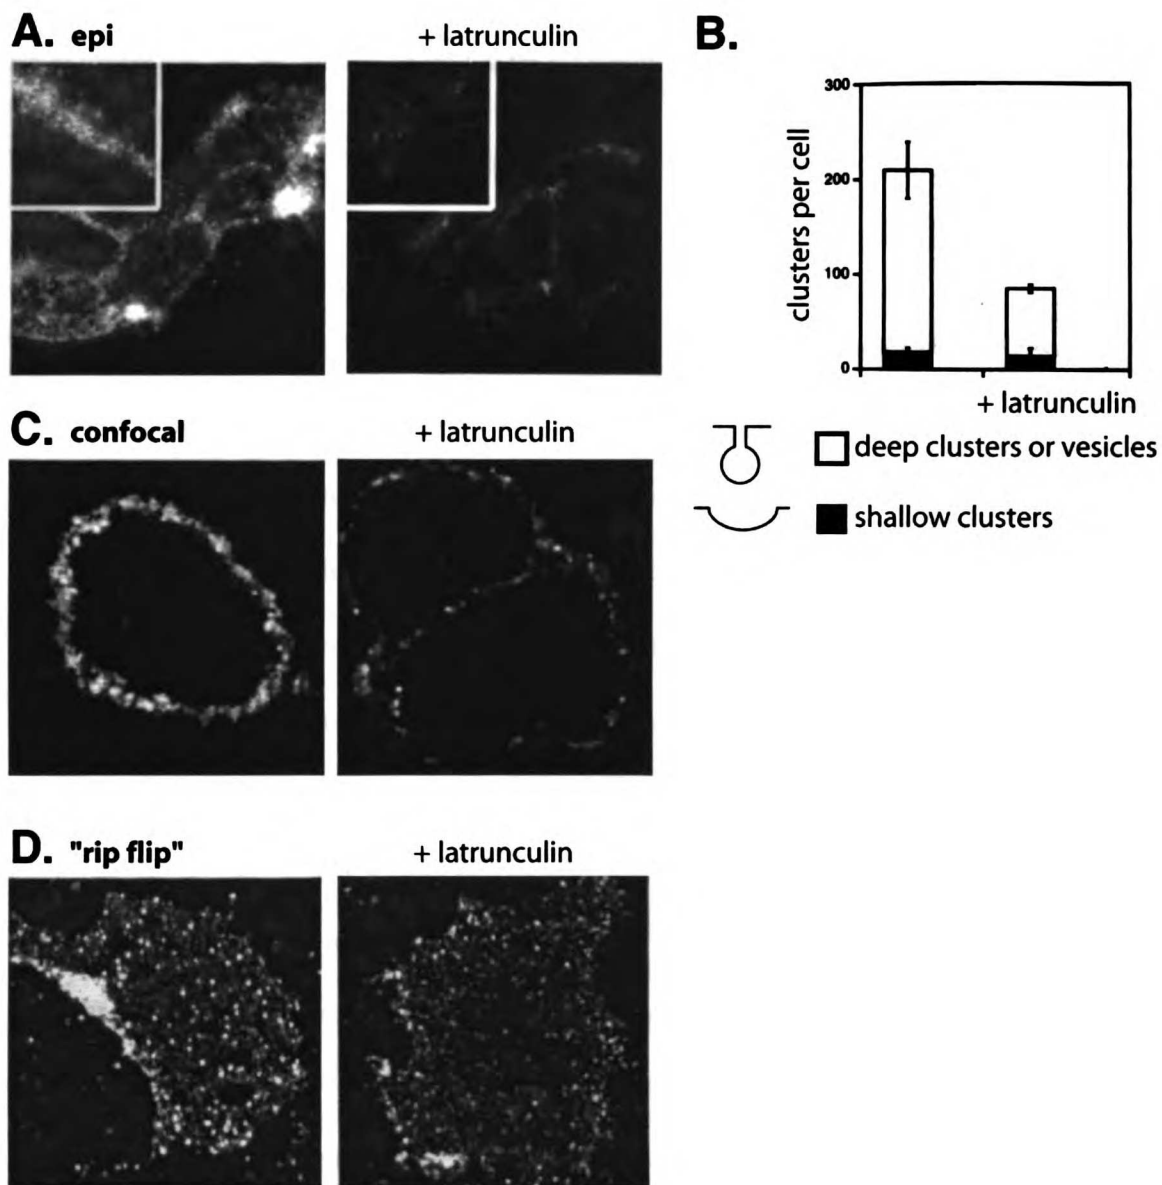 A. epi
+ latrunculin
B.
300
200
100
0
clusters per cell
+ latrunculin
deep clusters or vesicles
shallow clusters
C. confocal
+ latrunculin
D. "rip flip"
+ latrunculin